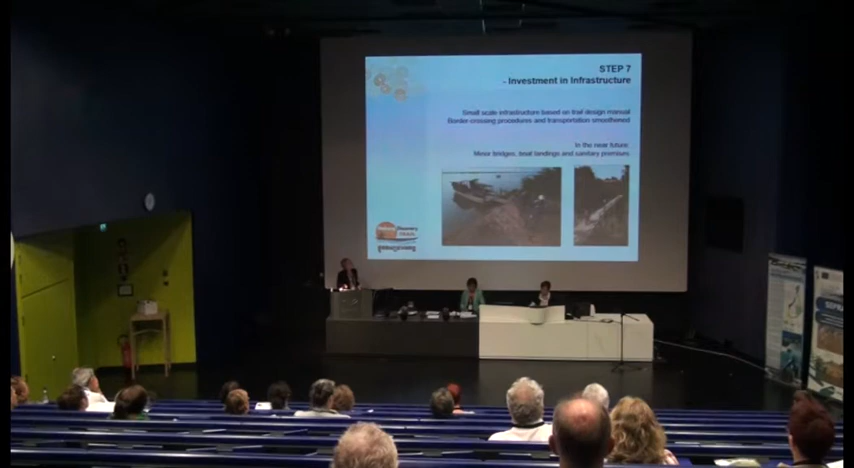 STEP 7
- Investment in Infrastructure
Small scale infrastructure based on trail design manual
Border-crossing procedures and transportation smoothened
In the near future:
Minor bridges, boat landings and sanitary premises
SEPRA